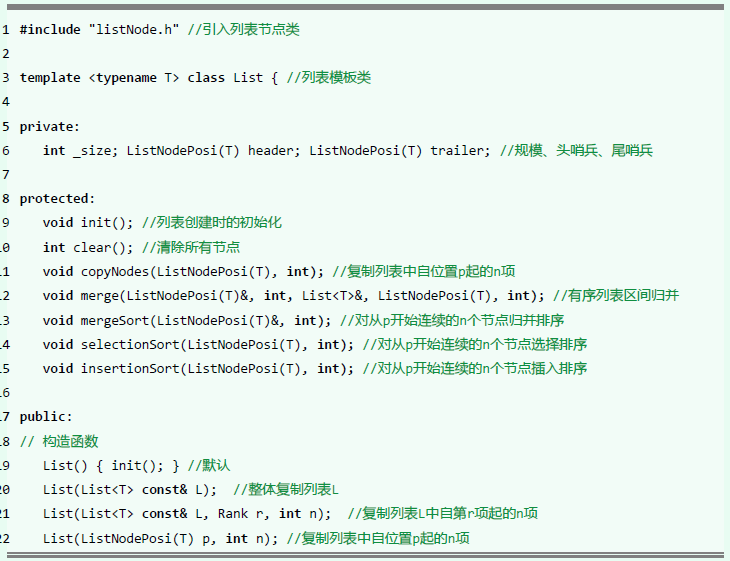 1 #include "listNode.h" //引入列表节点类
2
3 template <typename T> class List { //列表模板类
4
5 private:
6    int _size; ListNodePosi(T) header; ListNodePosi(T) trailer; //规模、头哨兵、尾哨兵
7
8 protected:
9    void init(); //列表创建时的初始化
.0    int clear(); //清除所有节点
.1    void copyNodes(ListNodePosi(T), int); //复制列表中自位置p起的n项
.2    void merge(ListNodePosi(T)&, int, List<T>&, ListNodePosi(T), int); //有序列表区间归并
.3    void mergeSort(ListNodePosi(T)&, int); //对从p开始连续的n个节点归并排序
.4    void selectionSort(ListNodePosi(T), int); //对从p开始连续的n个节点选择排序
.5    void insertionSort(ListNodePosi(T), int); //对从p开始连续的n个节点插入排序
.6
.7 public:
.8 // 构造函数
.9    List() { init(); } //默认
20    List(List<T> const& L);  //整体复制列表L
21    List(List<T> const& L, Rank r, int n);  //复制列表L中自第r项起的n项
22    List(ListNodePosi(T) p, int n); //复制列表中自位置p起的n项